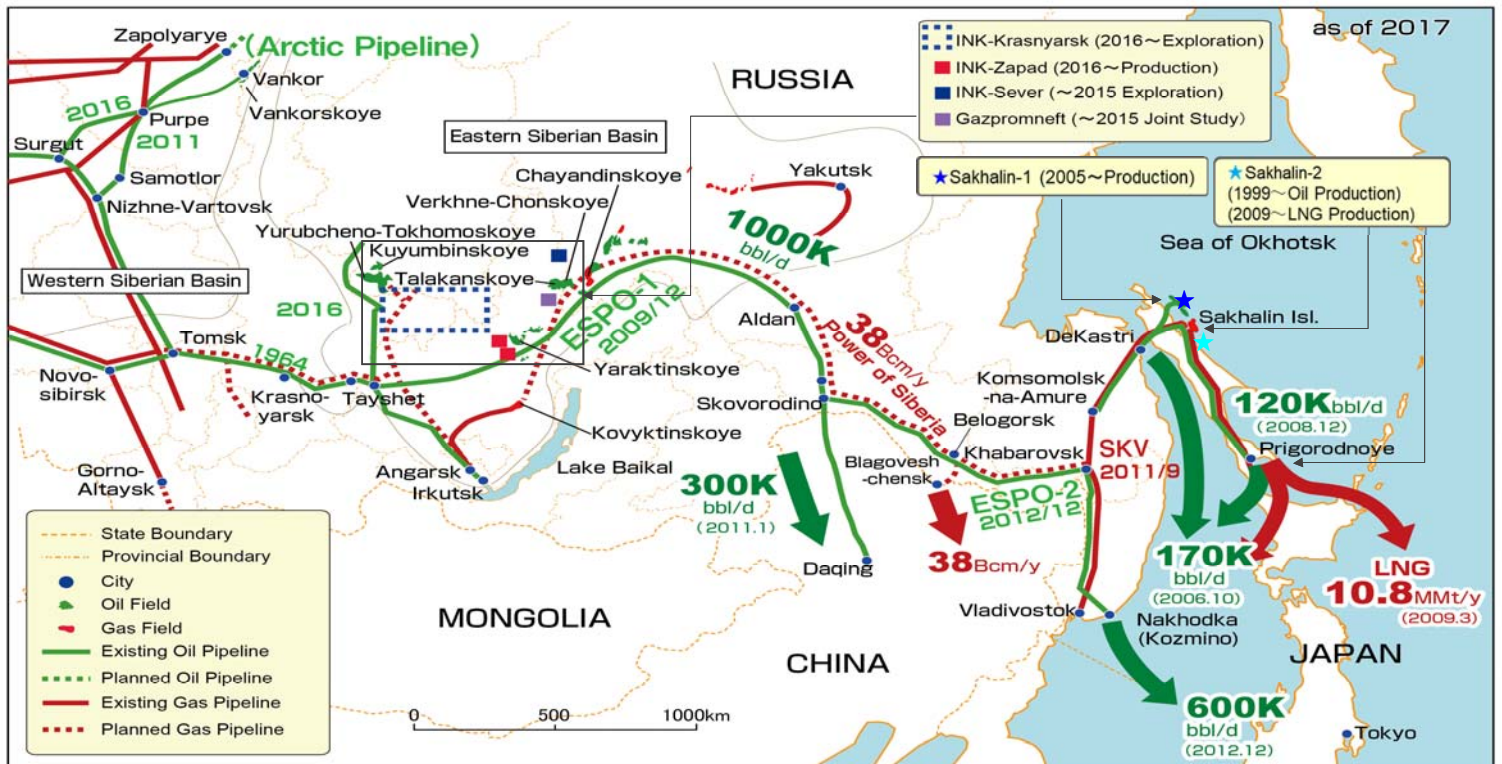 as of 2017
INK-Krasnyarsk (2016～Exploration)
INK-Zapad (2016～Production)
INK-Sever (～2015 Exploration)
Gazpromneft (～2015 Joint Study)
Zapolyarye
(Arctic Pipeline)
Vankor
Vankorskoye
2016
Purpe
2011
Surgut
Samotlor
Nizhne-Vartovsk
RUSSIA
Eastern Siberian Basin
Chayandinskoye
Verkhne-Chonskoye
Yurubcheno-Tokhomoskoye
Kuyumbinskoye
Talakanskoye
Yakutsk
1000K
bbl/d
★Sakhalin-1 (2005～Production)
★Sakhalin-2
(1999～Oil Production)
(2009～LNG Production)
Sea of Okhotsk
Western Siberian Basin
2016
ESPO-1
2009/12
Aldan
38Bcm/y
Power of Siberia
Sakhalin Isl.
DeKastri
Tomsk
1964
Novo-
sibirsk
Krasno-
yarsk
Tayshet
Yaraktinskoye
Kovyktinskoye
Skovorodino
Komsomolsk
-na-Amure
Belogorsk
Khabarovsk
Blagovesh
-chensk
SKV
2011/9
120Kbbl/d
(2008.12)
Prigorodnoye
Gorno-
Altaysk
Angarsk
Irkutsk
Lake Baikal
300K
bbl/d
(2011.1)
ESPO-2
2012/12
Daqing
38Bcm/y
170K
bbl/d
(2006.10)
LNG
10.8MMt/y
(2009.3)
Vladivostok
Nakhodka
(Kozmino)
MONGOLIA
CHINA
JAPAN
600K
bbl/d
(2012.12)
Tokyo
State Boundary
Provincial Boundary
City
Oil Field
Gas Field
Existing Oil Pipeline
Planned Oil Pipeline
Existing Gas Pipeline
Planned Gas Pipeline
0 500 1000km